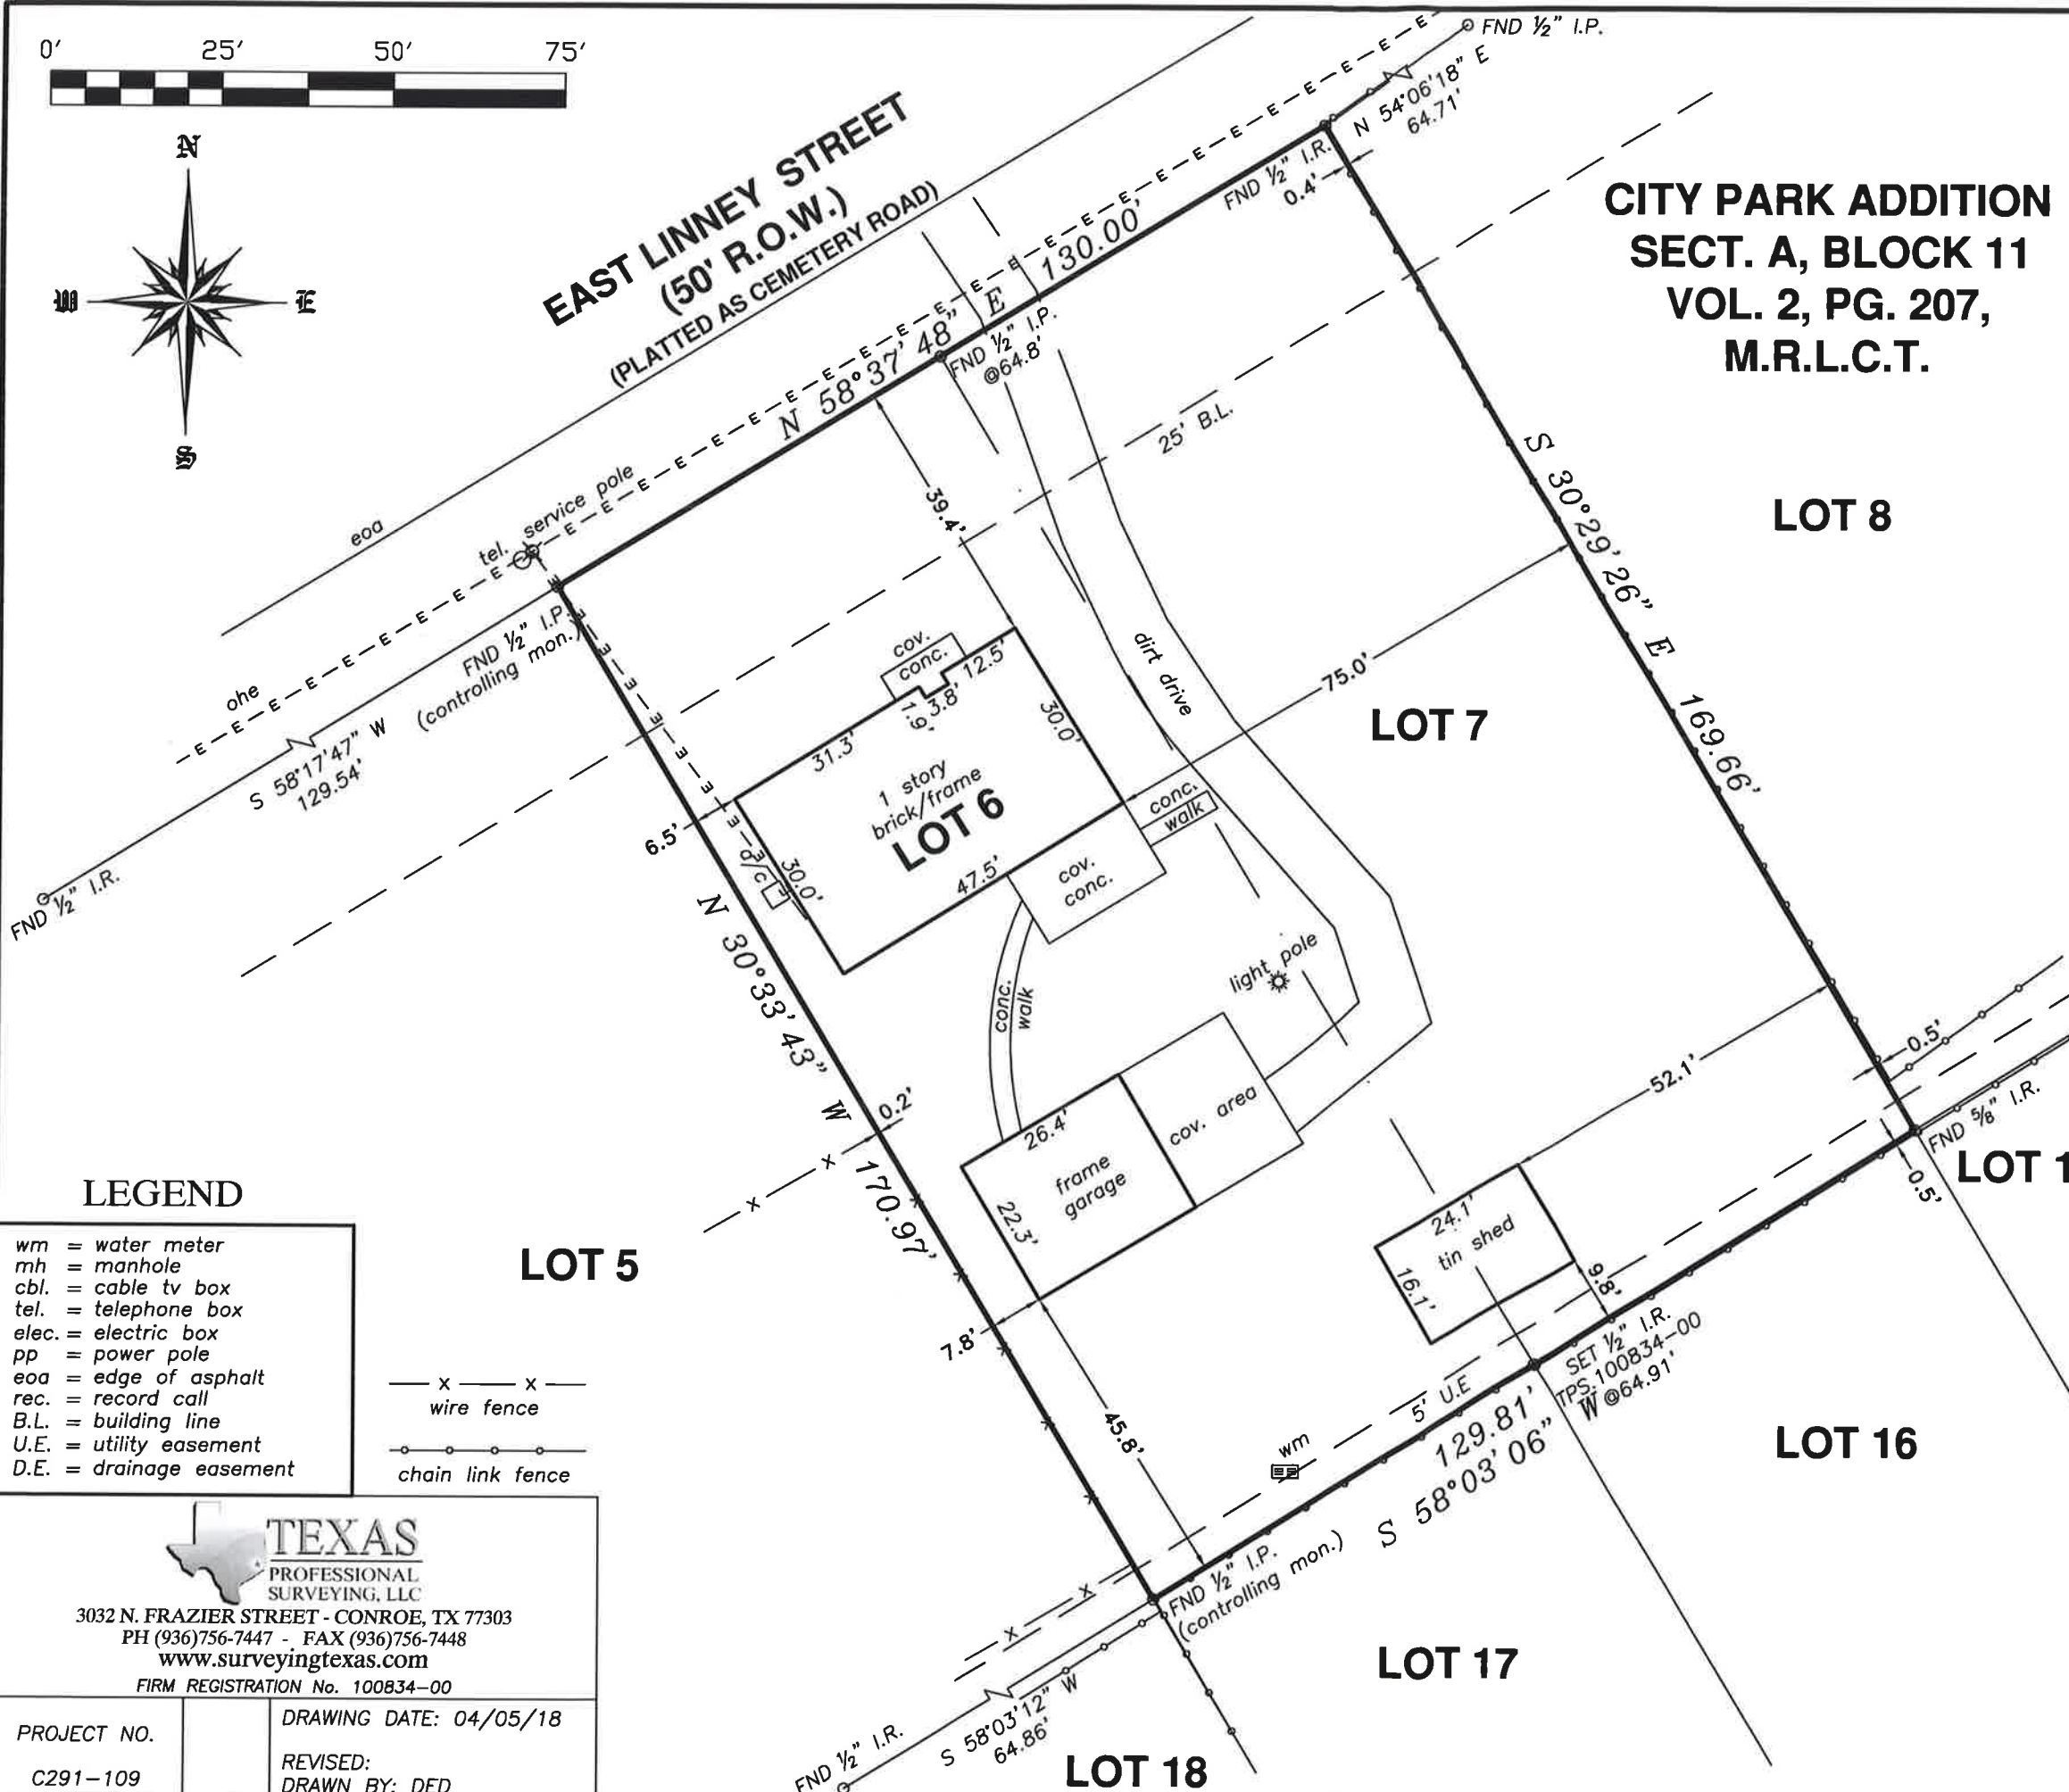 0' 25' 50' 75'
N
W E
S
EAST LINNEY STREET
(50' R.O.W.)
(PLATTED AS CEMETERY ROAD)
FND ½" I.P.
N 54°06'18" E
64.71'
FND ½" I.R.
0.4'
CITY PARK ADDITION
SECT. A, BLOCK 11
VOL. 2, PG. 207,
M.R.L.C.T.
N 58°37'48" E 130.00'
FND ½" I.P.
@64.8'
25' B.L.
eoa
tel. service pole
ohe
FND ½" I.P.
(controlling mon.)
S 58°17'47" W
129.54'
FND ½" I.R.
39.4'
cov.
conc.
12.5'
3.8'
1.9'
31.3'
30.0'
1 story
brick/frame
LOT 6
47.5'
30.0'
a/c
6.5'
dirt drive
75.0'
LOT 7
LOT 8
S 30°29'26" E 169.66'
conc.
walk
cov.
conc.
light pole
conc.
walk
N 30°33'43" W 170.97'
0.2'
26.4'
frame
garage
22.3'
cov. area
7.8'
45.8'
52.1'
24.1'
tin shed
16.1'
9.8'
0.5'
FND ⅝" I.R.
0.5'
LOT 1
SET ½" I.R.
TPS 100834-00
@64.91'
5' U.E
wm
129.81'
S 58°03'06" W
FND ½" I.P.
(controlling mon.)
LOT 16
LOT 17
LOT 18
S 58°03'12" W
64.86'
FND ½" I.R.
LOT 5
LEGEND
wm = water meter
mh = manhole
cbl. = cable tv box
tel. = telephone box
elec. = electric box
pp = power pole
eoa = edge of asphalt
rec. = record call
B.L. = building line
U.E. = utility easement
D.E. = drainage easement
x x
wire fence
chain link fence
TEXAS
PROFESSIONAL
SURVEYING, LLC
3032 N. FRAZIER STREET - CONROE, TX 77303
PH (936)756-7447 - FAX (936)756-7448
www.surveyingtexas.com
FIRM REGISTRATION No. 100834-00
PROJECT NO.
C291-109
DRAWING DATE: 04/05/18
REVISED:
DRAWN BY: DED